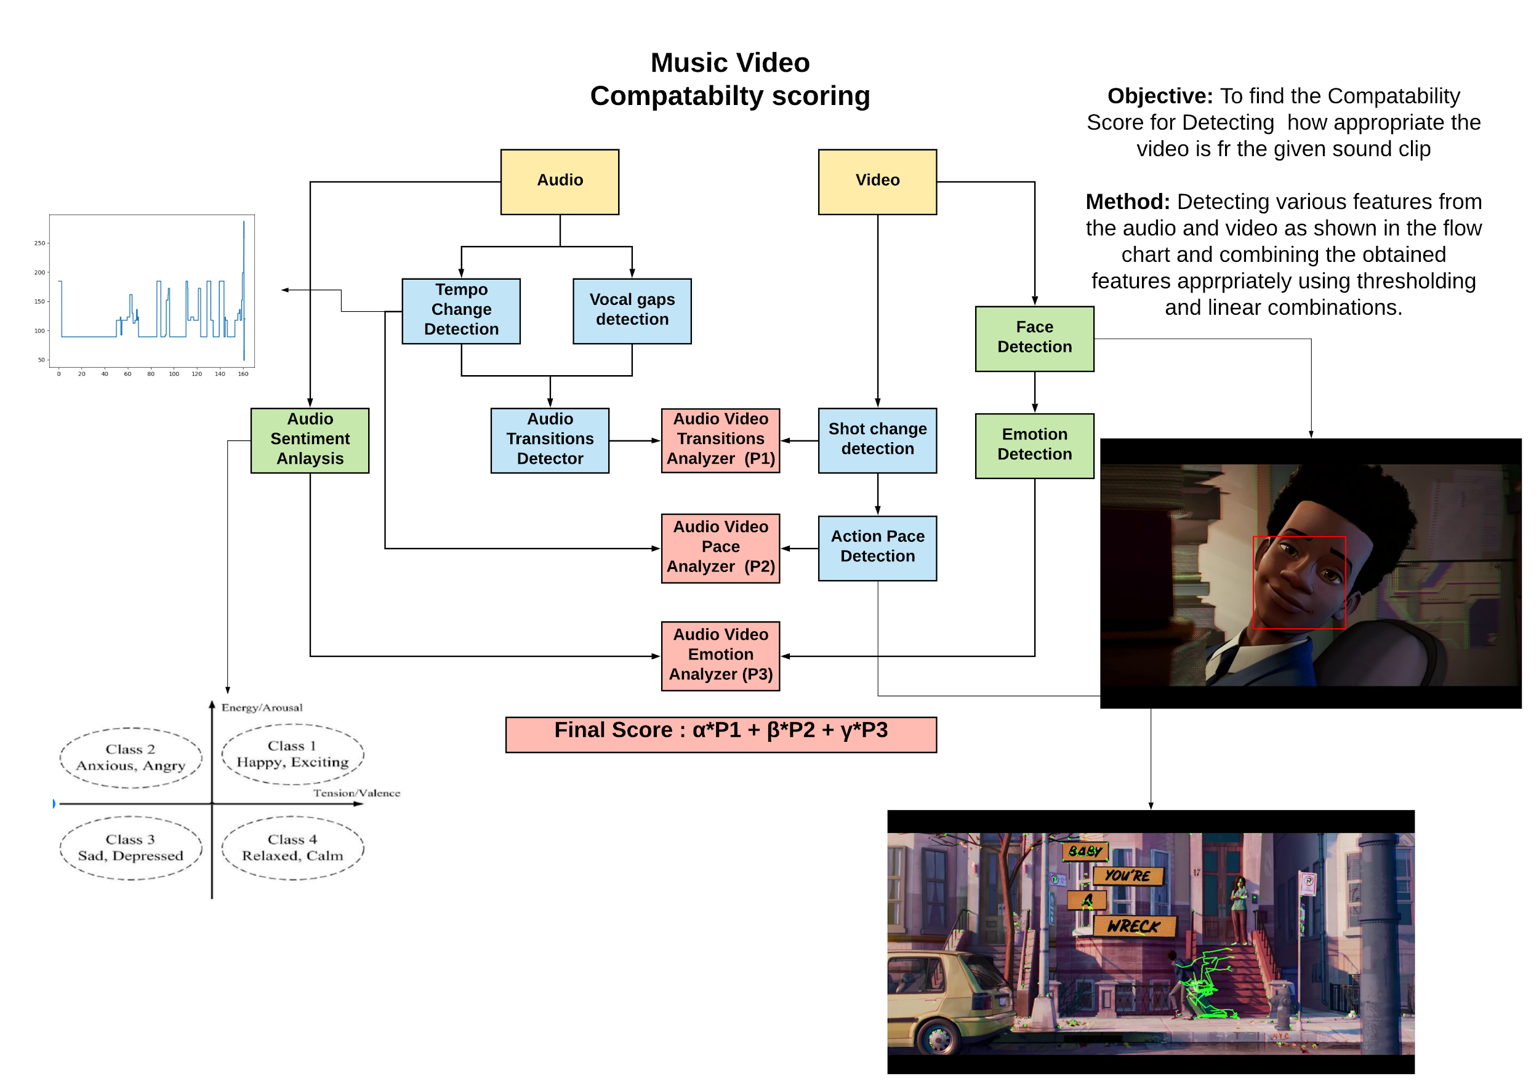 Music Video
Compatabilty scoring
Objective: To find the Compatability
Score for Detecting  how appropriate the
video is fr the given sound clip
Method: Detecting various features from
the audio and video as shown in the flow
chart and combining the obtained
features apprpriately using thresholding
and linear combinations.
Audio
Video
Tempo
Change
Detection
Vocal gaps
detection
Face
Detection
250
200
150
100
50
0
20
40
60
80
100
120
140
160
Audio
Sentiment
Anlaysis
Audio
Transitions
Detector
Audio Video
Transitions
Analyzer  (P1)
Shot change
detection
Emotion
Detection
Audio Video
Pace
Analyzer  (P2)
Action Pace
Detection
Audio Video
Emotion
Analyzer (P3)
Final Score : α*P1 + β*P2 + γ*P3
Energy/Arousal
Class 2
Anxious, Angry
Class 1
Happy, Exciting
Tension/Valence
Class 3
Sad, Depressed
Class 4
Relaxed, Calm
BABY
YOU'RE
A
WRECK
17